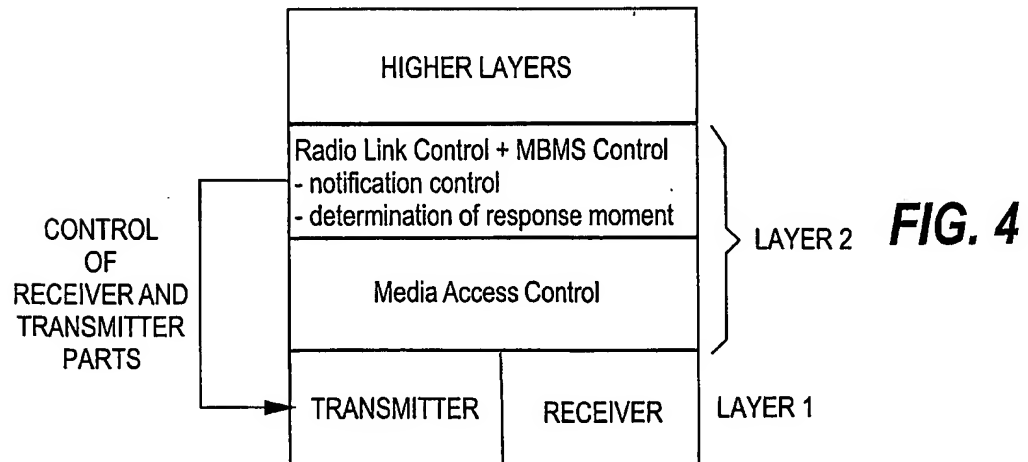 HIGHER LAYERS
Radio Link Control + MBMS Control
- notification control
- determination of response moment
CONTROL
OF
RECEIVER AND
TRANSMITTER
PARTS
Media Access Control
LAYER 2
FIG. 4
TRANSMITTER
RECEIVER
LAYER 1